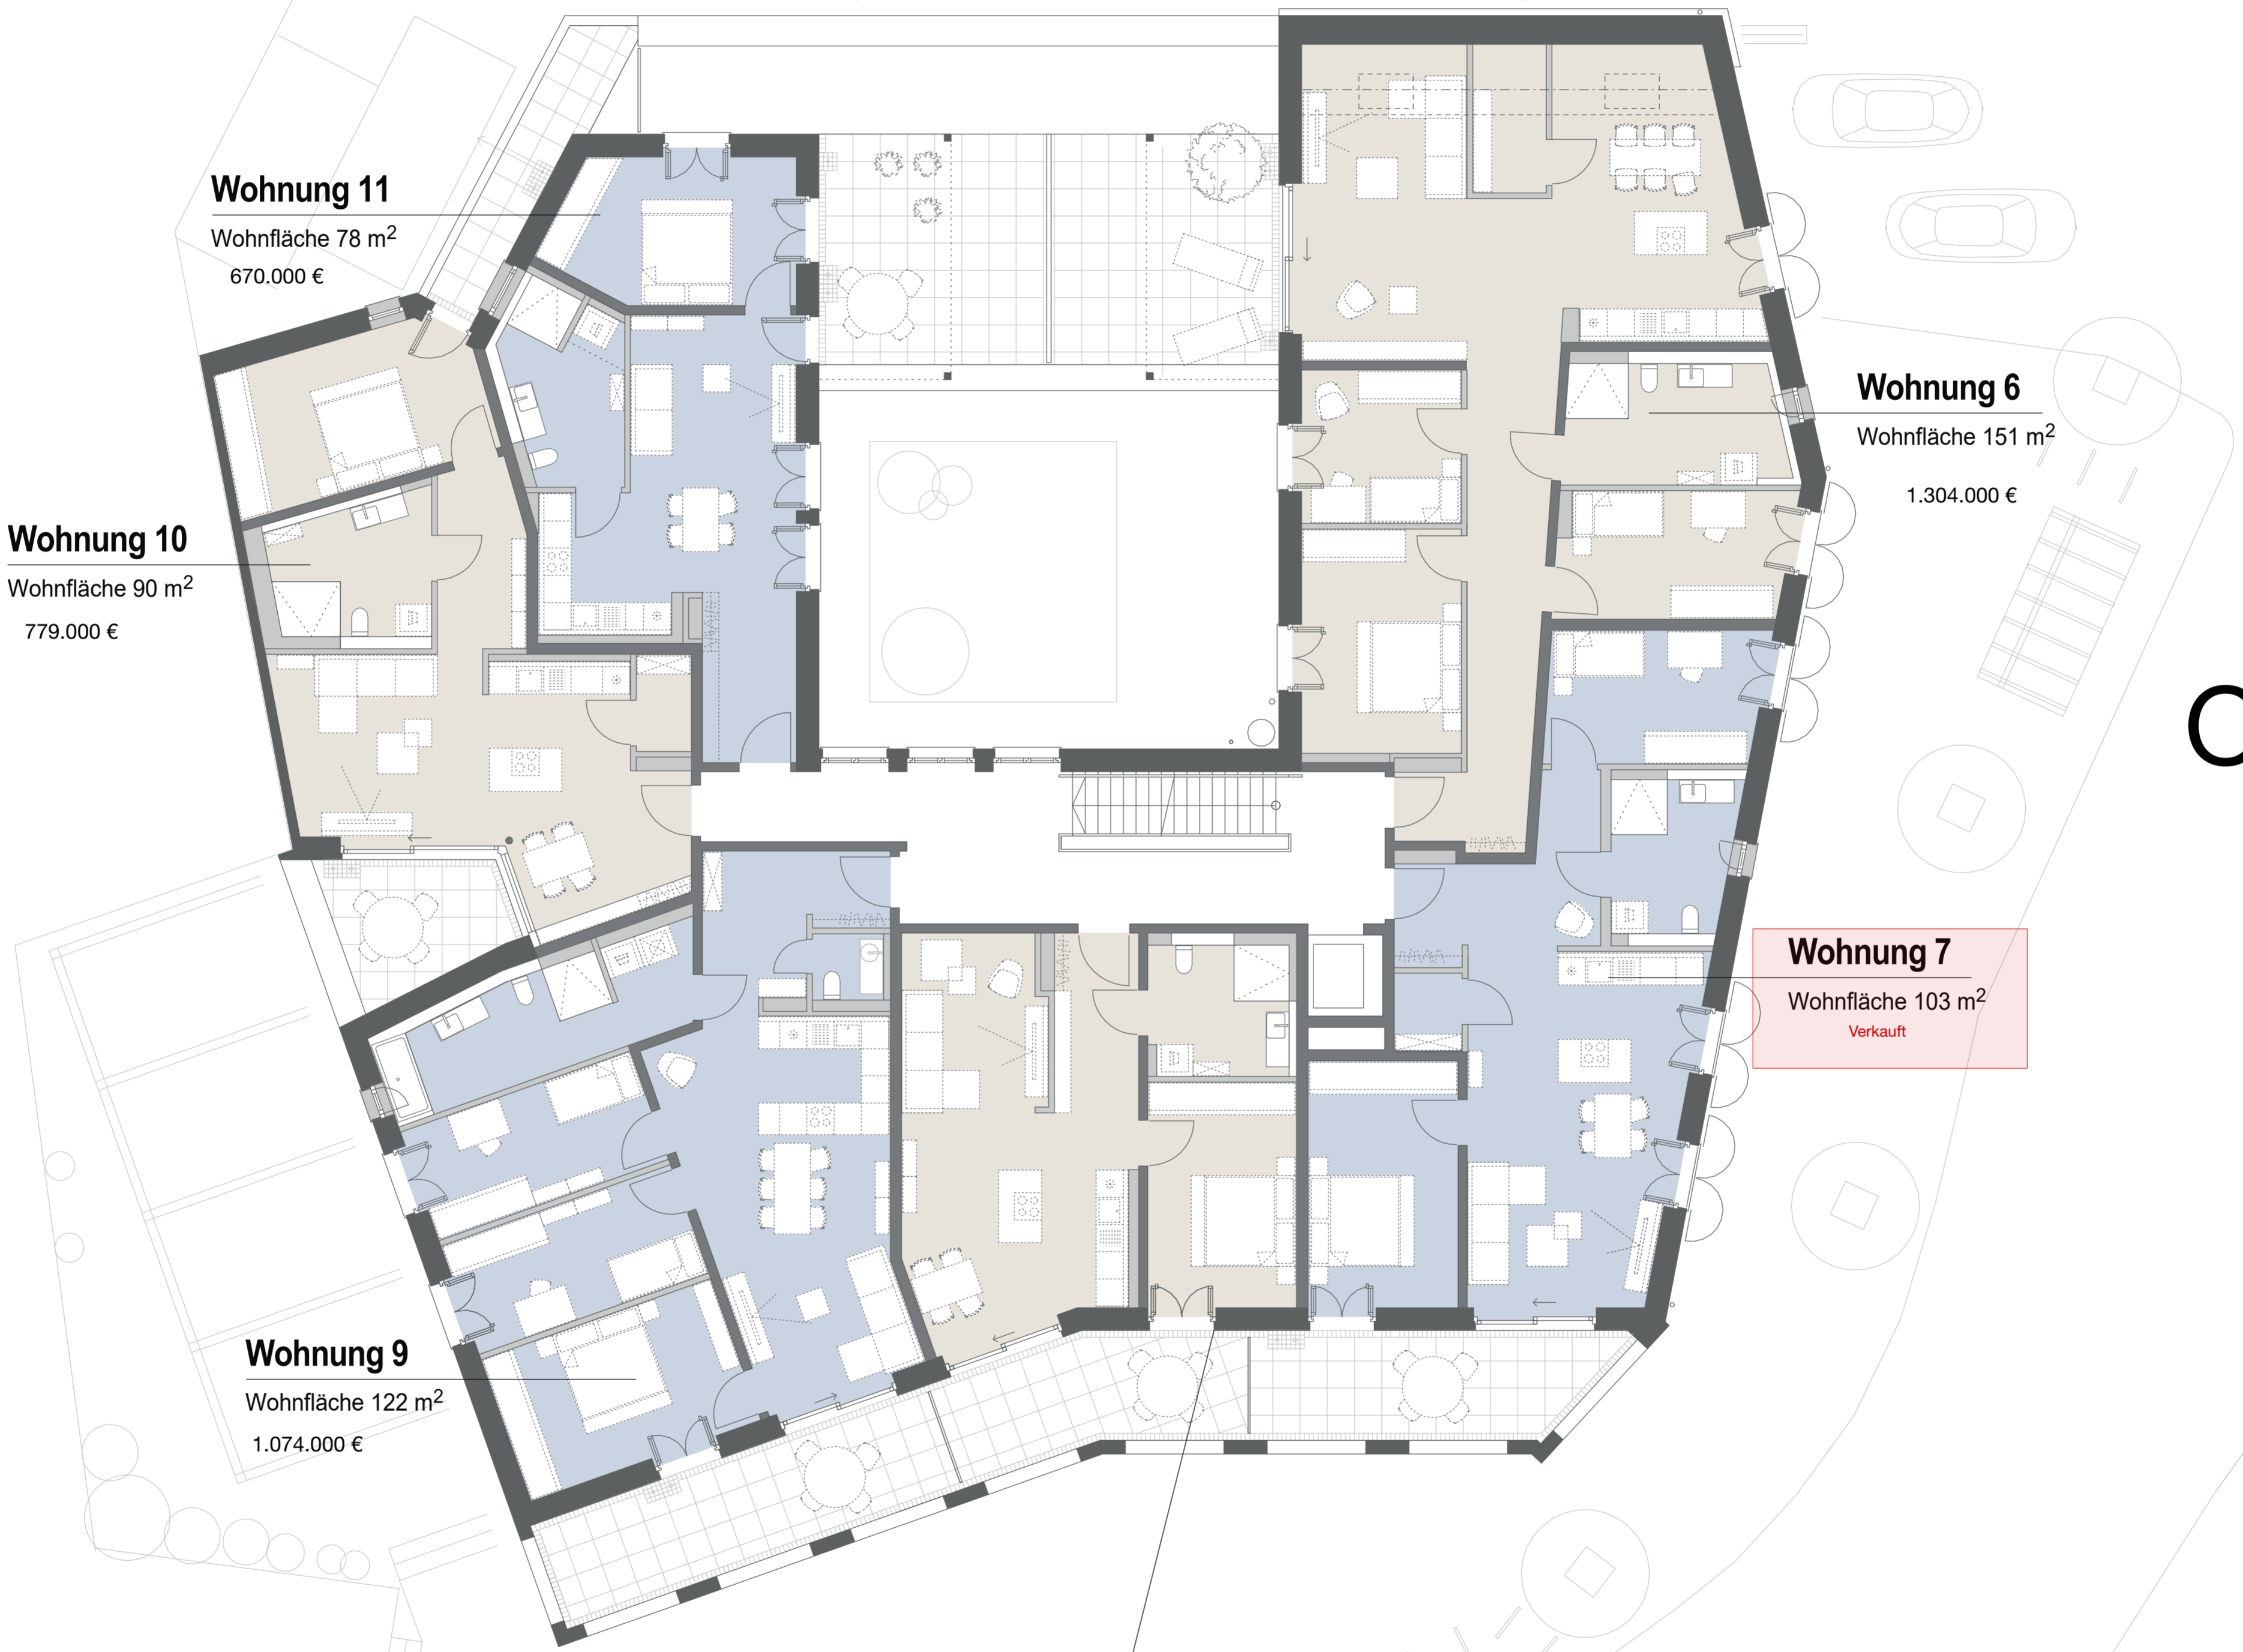 Wohnung 11
Wohnfläche 78 m²
670.000 €
Wohnung 6
Wohnfläche 151 m²
1.304.000 €
Wohnung 10
Wohnfläche 90 m²
779.000 €
Wohnung 7
Wohnfläche 103 m²
Verkauft
Wohnung 9
Wohnfläche 122 m²
1.074.000 €